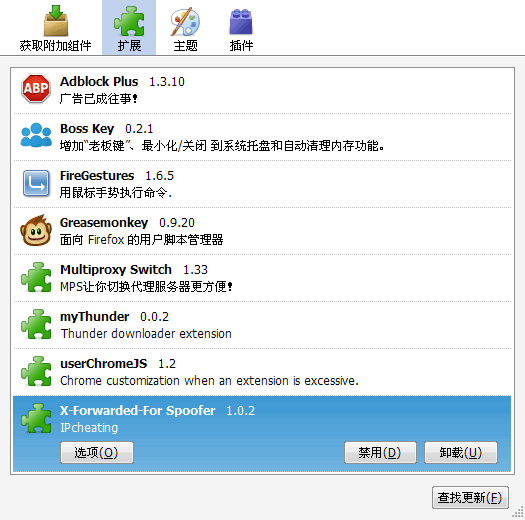 获取附加组件 扩展 主题 插件
ABP
Adblock Plus 1.3.10
广告已成往事!
Boss Key 0.2.1
增加“老板键”、最小化/关闭 到系统托盘和自动清理内存功能。
FireGestures 1.6.5
用鼠标手势执行命令.
Greasemonkey 0.9.20
面向 Firefox 的用户脚本管理器
Multiproxy Switch 1.33
MPS让你切换代理服务器更方便!
myThunder 0.0.2
Thunder downloader extension
userChromeJS 1.2
Chrome customization when an extension is excessive.
X-Forwarded-For Spoofer 1.0.2
IPcheating
选项(O) 禁用(D) 卸载(U)
查找更新(F)